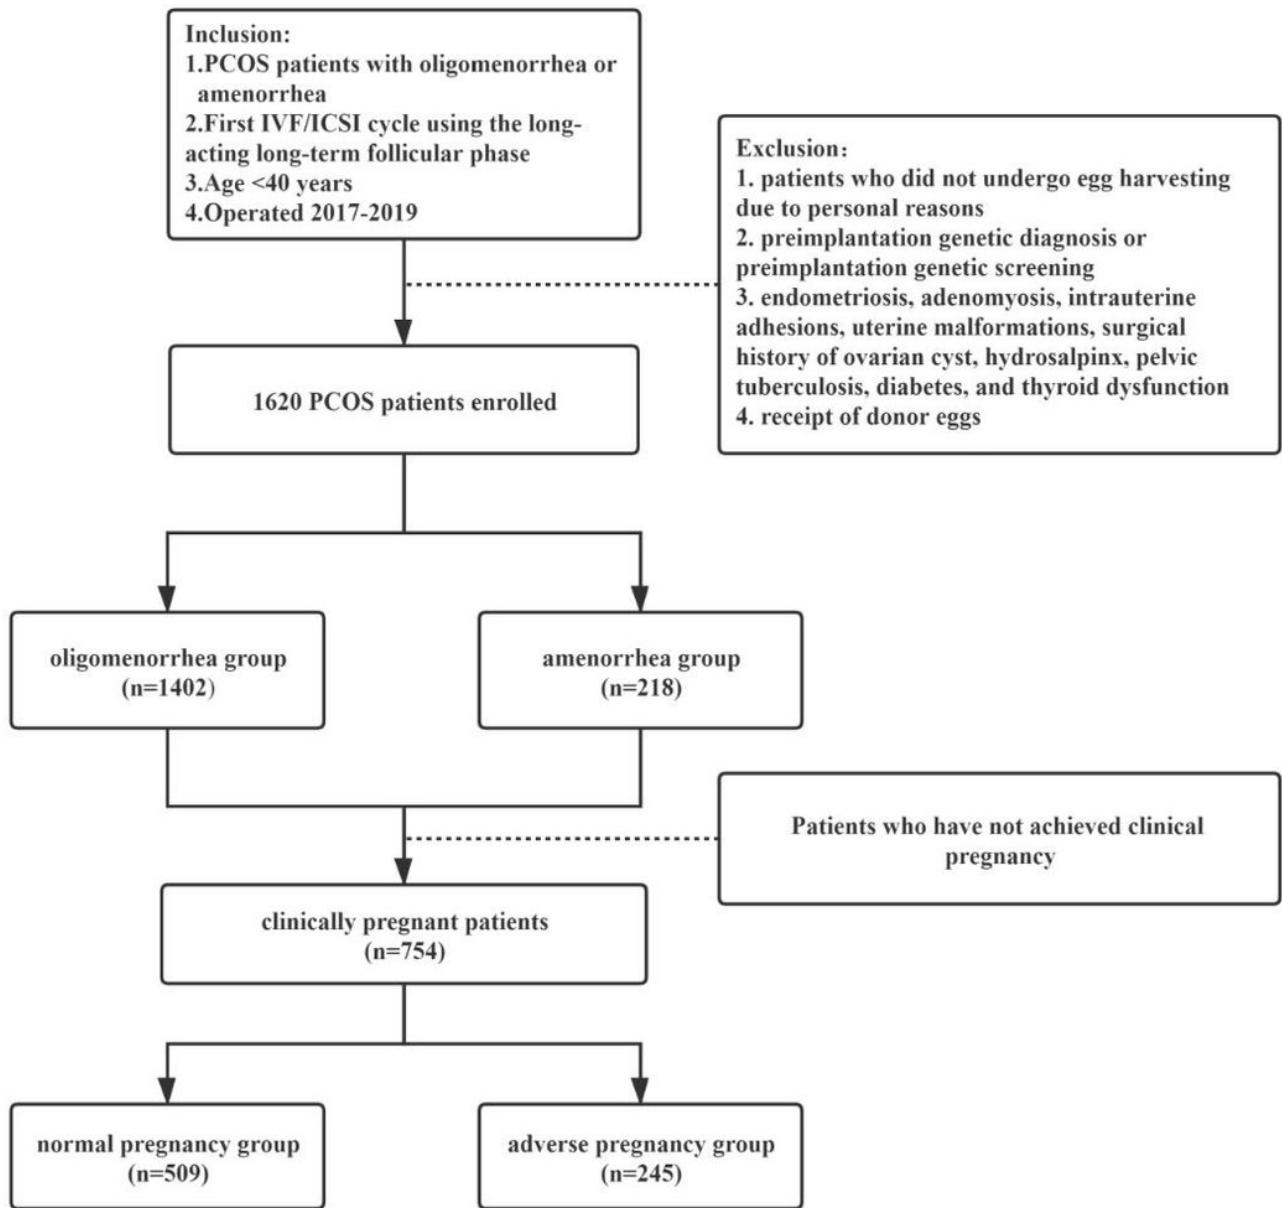 Inclusion:
1.PCOS patients with oligomenorrhea or
amenorrhea
2.First IVF/ICSI cycle using the long-
acting long-term follicular phase
3.Age <40 years
4.Operated 2017-2019
Exclusion：
1. patients who did not undergo egg harvesting
due to personal reasons
2. preimplantation genetic diagnosis or
preimplantation genetic screening
3. endometriosis, adenomyosis, intrauterine
adhesions, uterine malformations, surgical
history of ovarian cyst, hydrosalpinx, pelvic
tuberculosis, diabetes, and thyroid dysfunction
4. receipt of donor eggs
1620 PCOS patients enrolled
oligomenorrhea group
(n=1402)
amenorrhea group
(n=218)
Patients who have not achieved clinical
pregnancy
clinically pregnant patients
(n=754)
normal pregnancy group
(n=509)
adverse pregnancy group
(n=245)